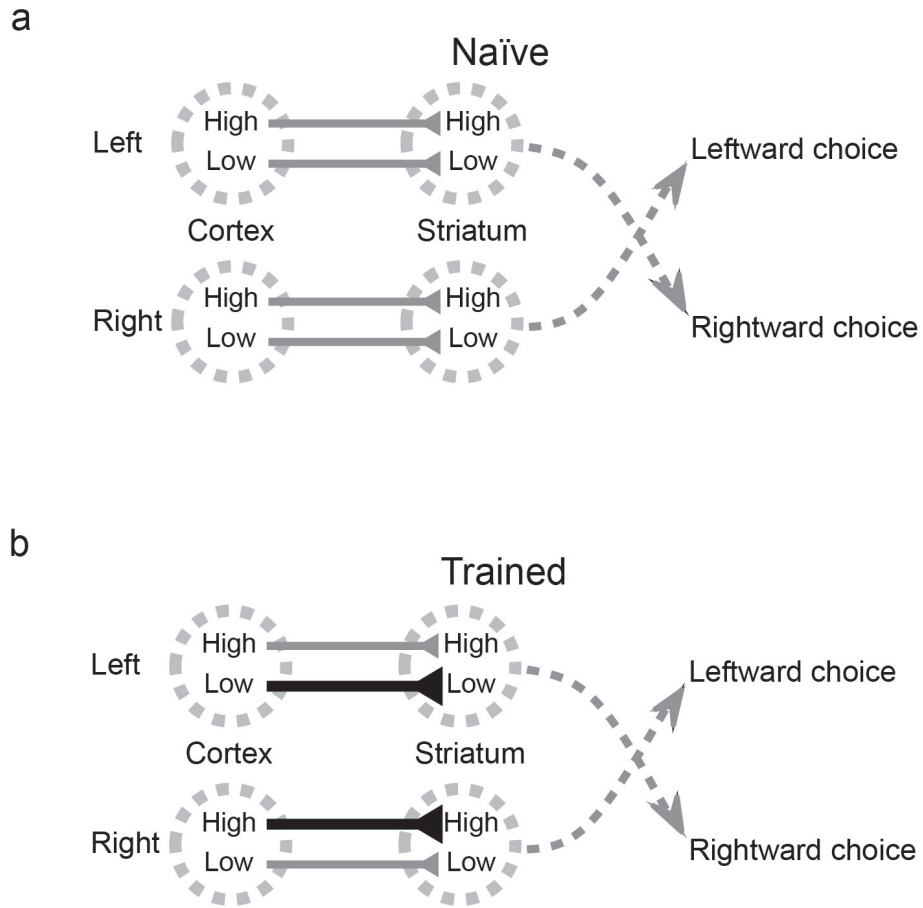 a
Naïve
Left
High
High
Low
Low
Leftward choice
Cortex
Striatum
Right
High
High
Low
Low
Rightward choice
b
Trained
Left
High
High
Low
Low
Leftward choice
Cortex
Striatum
Right
High
High
Low
Low
Rightward choice